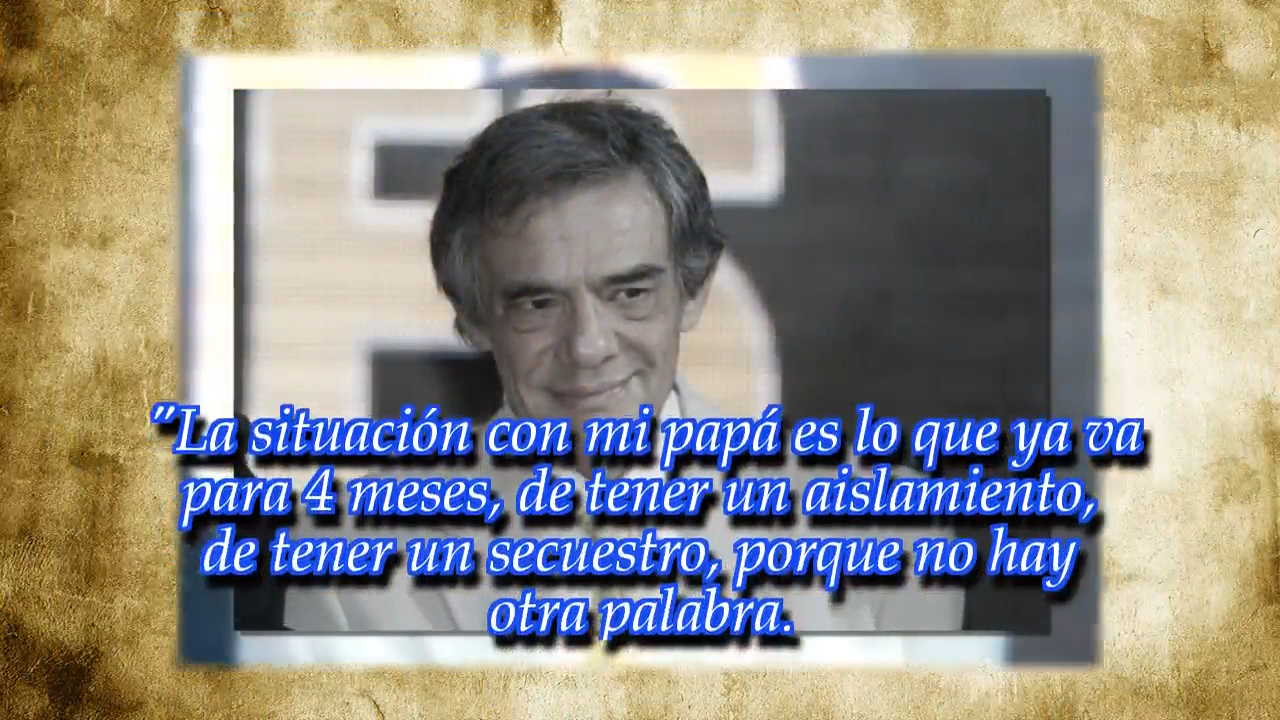 "La situación con mi papá es lo que ya va
para 4 meses, de tener un aislamiento,
de tener un secuestro, porque no hay
otra palabra.